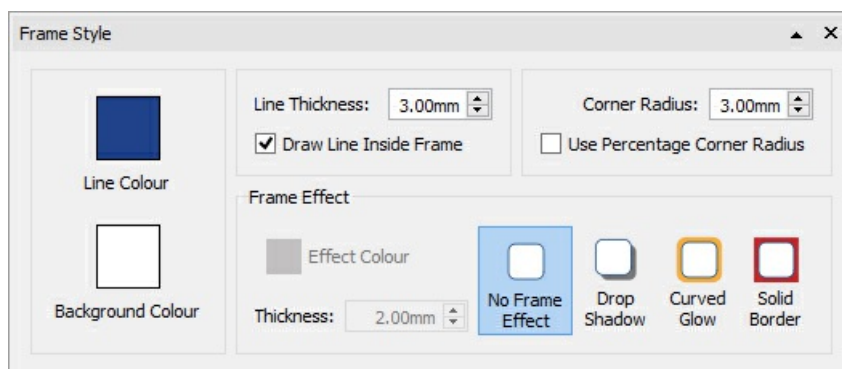 Frame Style
Line Colour
Background Colour
Line Thickness: 3.00mm
Draw Line Inside Frame
Corner Radius: 3.00mm
Use Percentage Corner Radius
Frame Effect
Effect Colour
Thickness: 2.00mm
No Frame
Effect
Drop
Shadow
Curved
Glow
Solid
Border